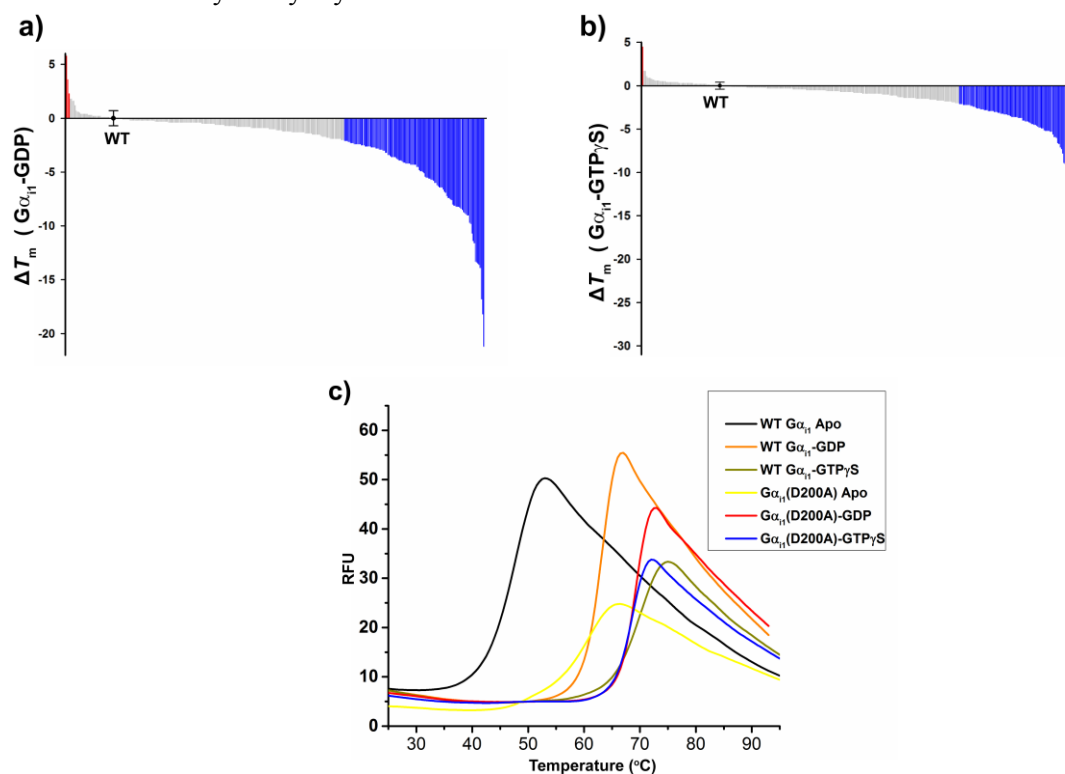 a)
b)
5
0
-5
-10
-15
-20
WT
ΔTm ( Gαi1-GDP)
5
0
-5
-10
-15
-20
-25
-30
WT
ΔTm ( Gαi1-GTPγS)
c)
60
50
40
30
20
10
0
RFU
30 40 50 60 70 80 90
Temperature (°C)
WT Gαi1 Apo
WT Gαi1-GDP
WT Gαi1-GTPγS
Gαi1(D200A) Apo
Gαi1(D200A)-GDP
Gαi1(D200A)-GTPγS